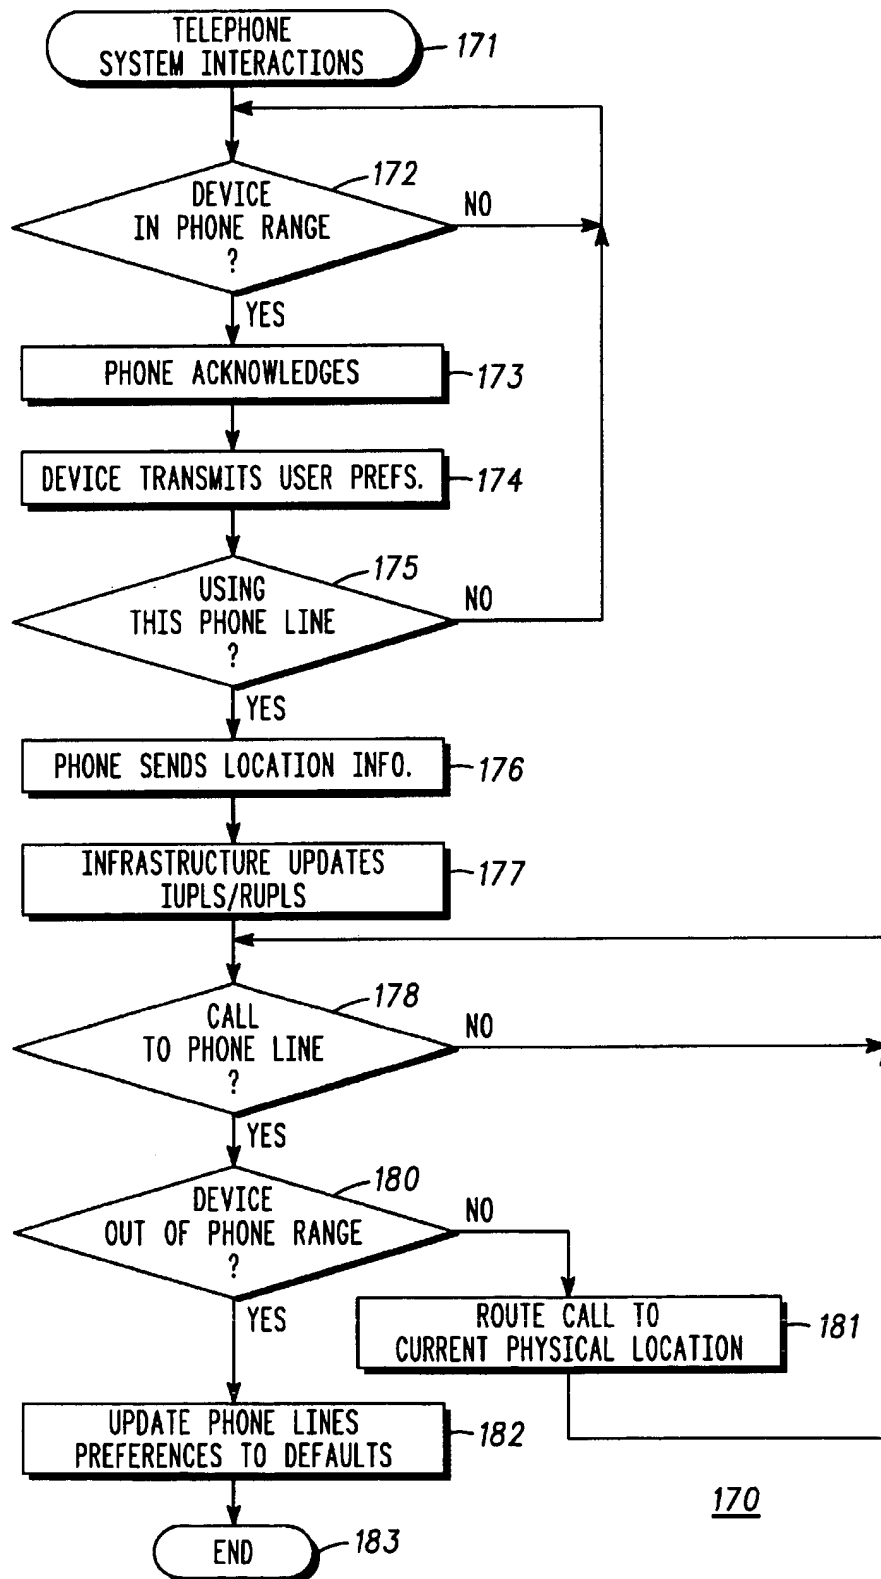 TELEPHONE
SYSTEM INTERACTIONS
171
172
DEVICE
IN PHONE RANGE
?
NO
YES
PHONE ACKNOWLEDGES
173
DEVICE TRANSMITS USER PREFS.
174
175
USING
THIS PHONE LINE
?
NO
YES
PHONE SENDS LOCATION INFO.
176
INFRASTRUCTURE UPDATES
IUPLS/RUPLS
177
178
CALL
TO PHONE LINE
?
NO
YES
180
DEVICE
OUT OF PHONE RANGE
?
NO
YES
ROUTE CALL TO
CURRENT PHYSICAL LOCATION
181
UPDATE PHONE LINES
PREFERENCES TO DEFAULTS
182
170
END
183